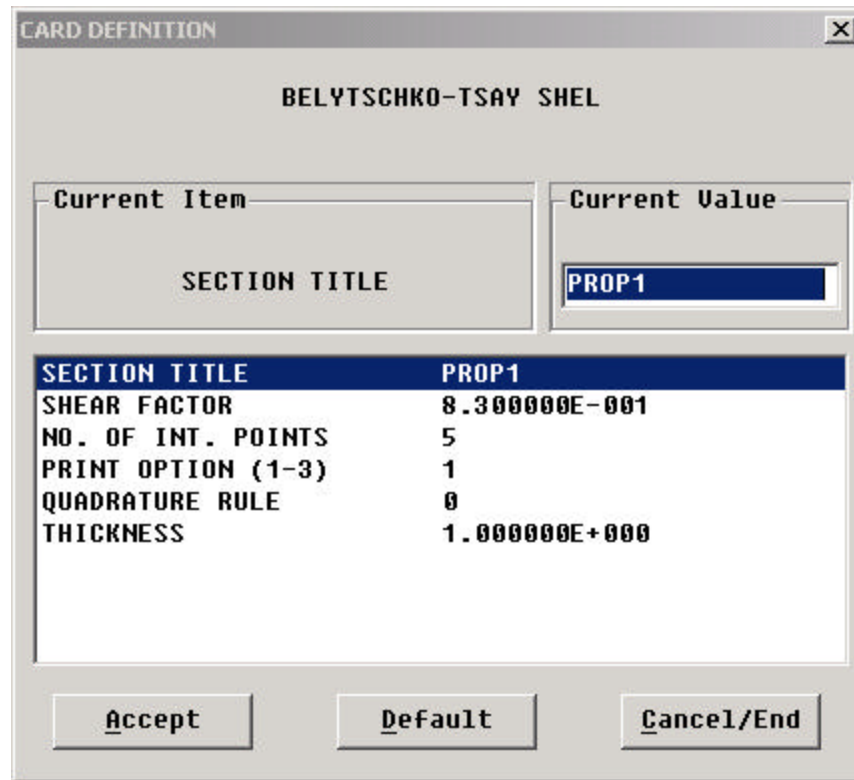 CARD DEFINITION
BELYTSCHKO-TSAY SHEL
Current Item
Current Value
SECTION TITLE
PROP1
SECTION TITLE PROP1
SHEAR FACTOR 8.300000E-001
NO. OF INT. POINTS 5
PRINT OPTION (1-3) 1
QUADRATURE RULE 0
THICKNESS 1.000000E+000
Accept
Default
Cancel/End